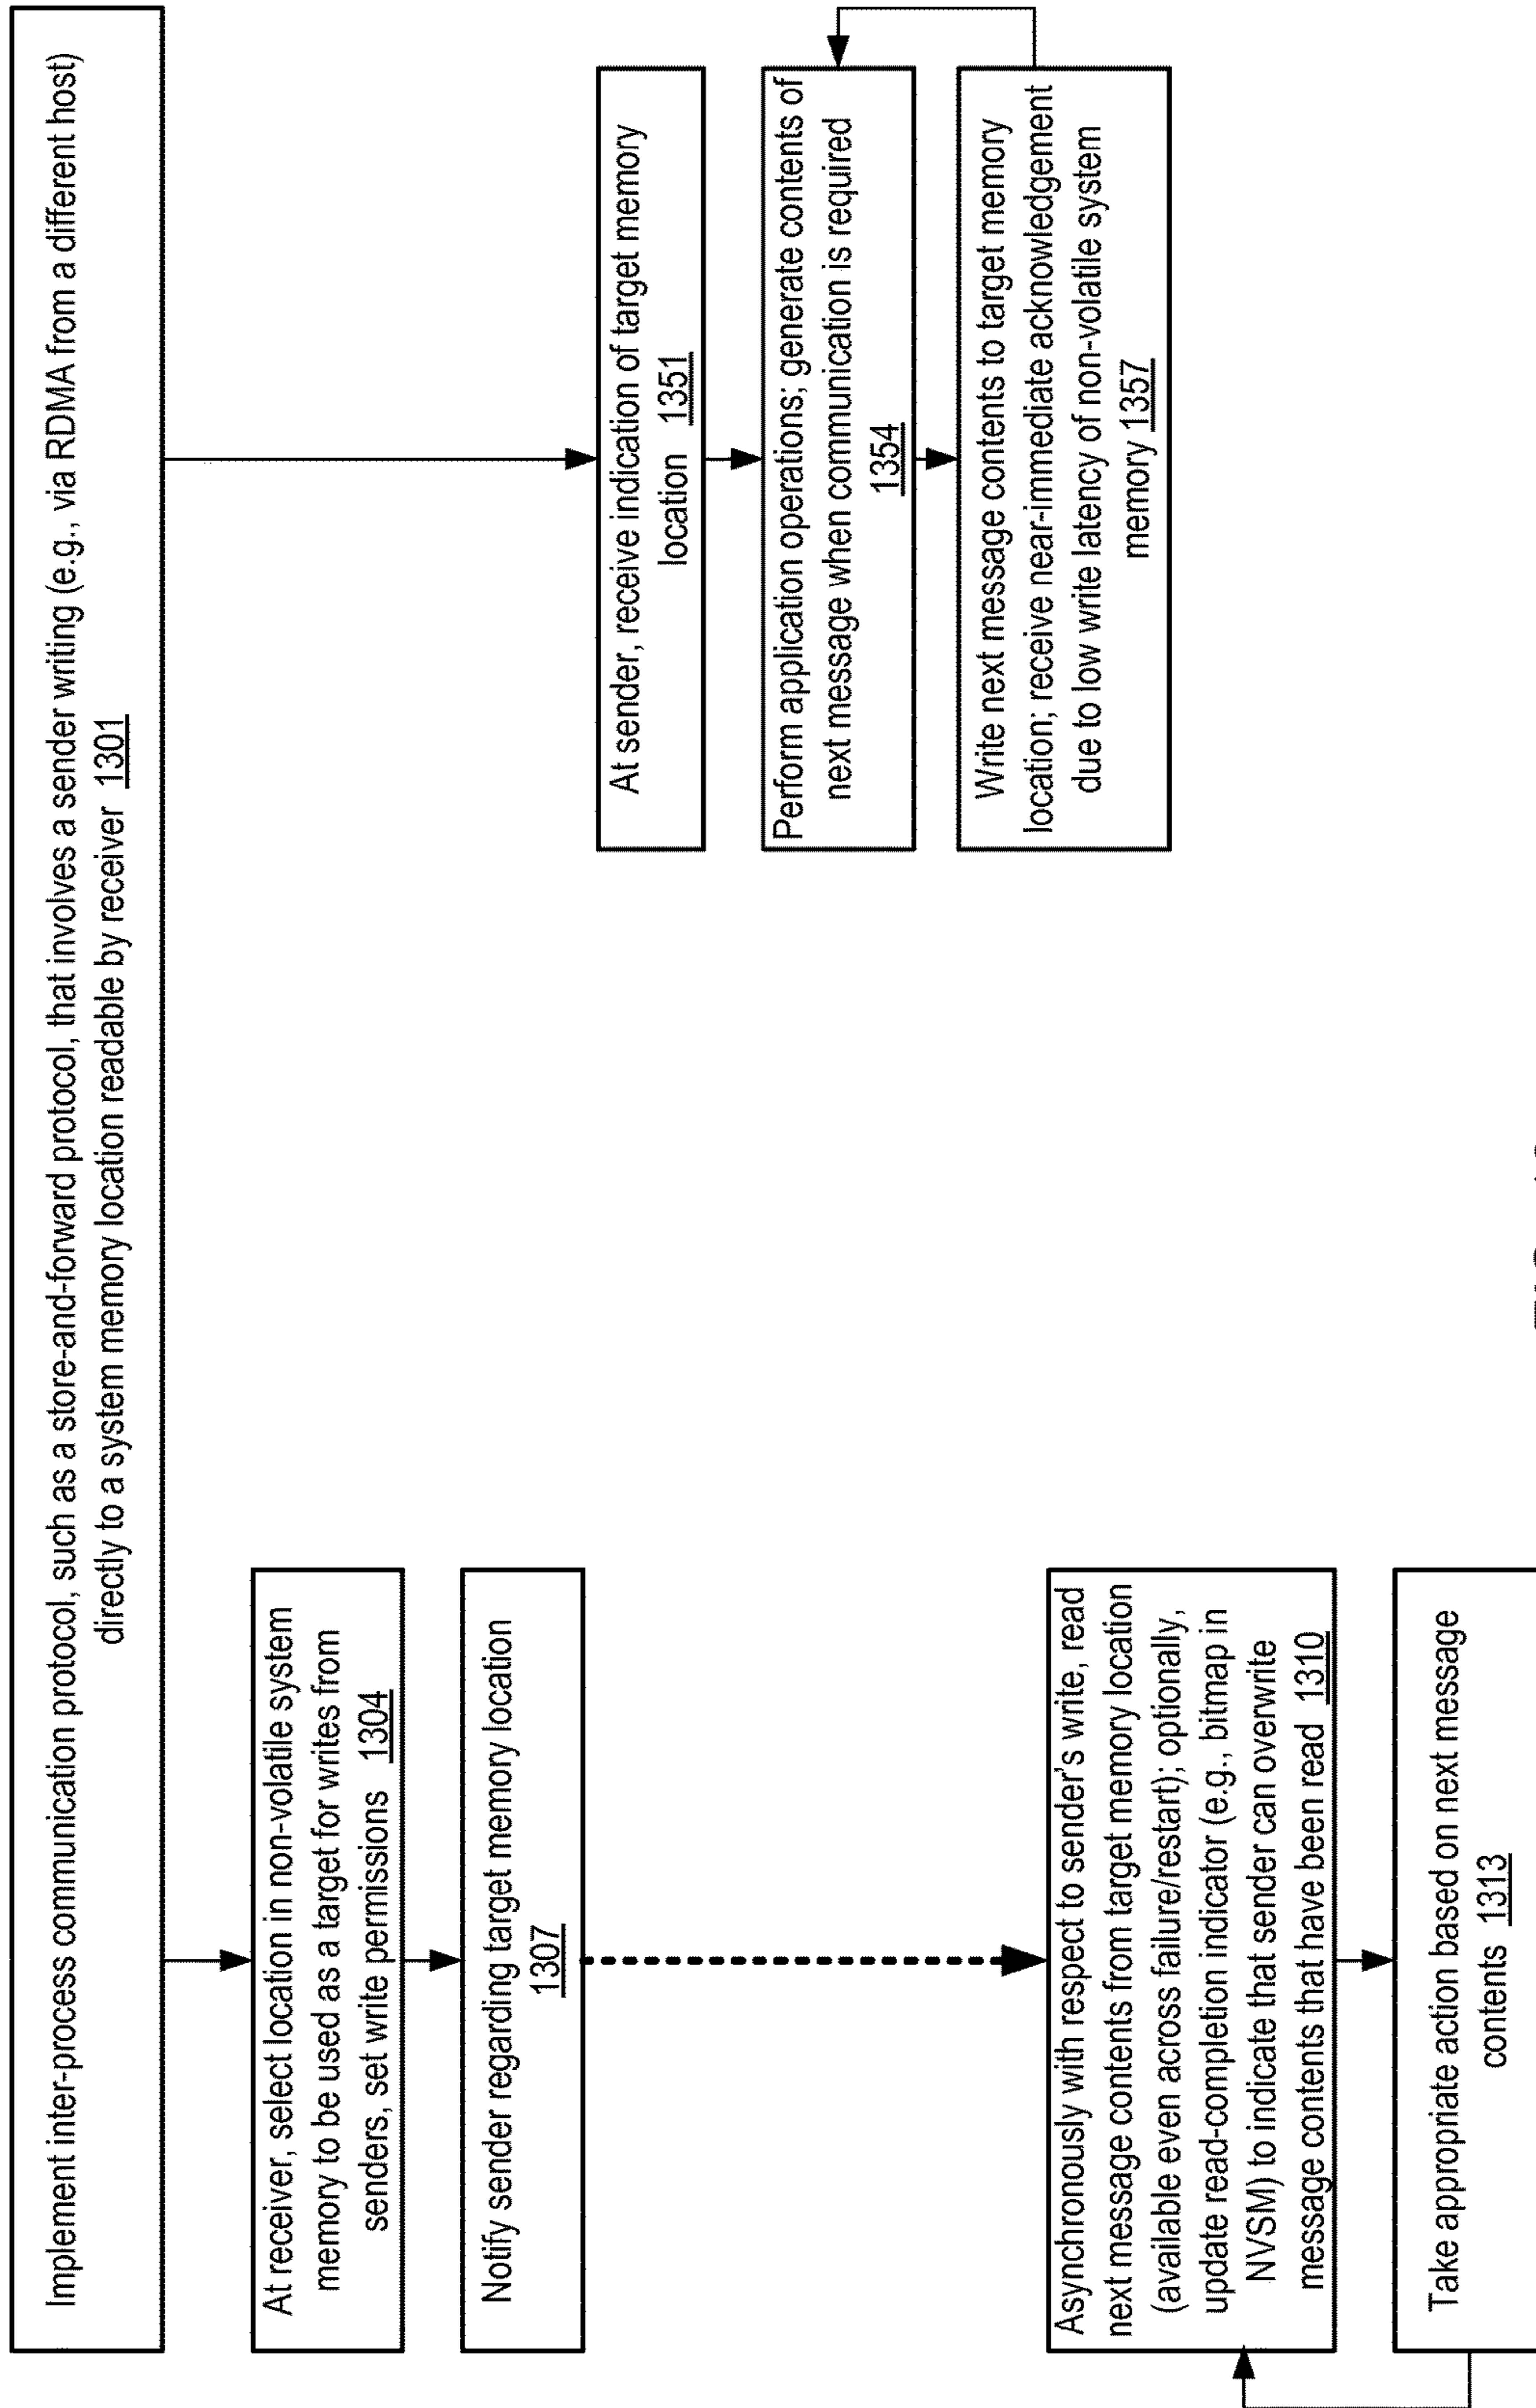 Implement inter-process communication protocol, such as a store-and-forward protocol, that involves a sender writing (e.g., via RDMA from a different host)
directly to a system memory location readable by receiver 1301
At receiver, select location in non-volatile system
memory to be used as a target for writes from
senders, set write permissions 1304
Notify sender regarding target memory location
1307
Asynchronously with respect to sender's write, read
next message contents from target memory location
(available even across failure/restart); optionally,
update read-completion indicator (e.g., bitmap in
NVSM) to indicate that sender can overwrite
message contents that have been read 1310
Take appropriate action based on next message
contents 1313
At sender, receive indication of target memory
location 1351
Perform application operations; generate contents of
next message when communication is required
1354
Write next message contents to target memory
location; receive near-immediate acknowledgement
due to low write latency of non-volatile system
memory 1357